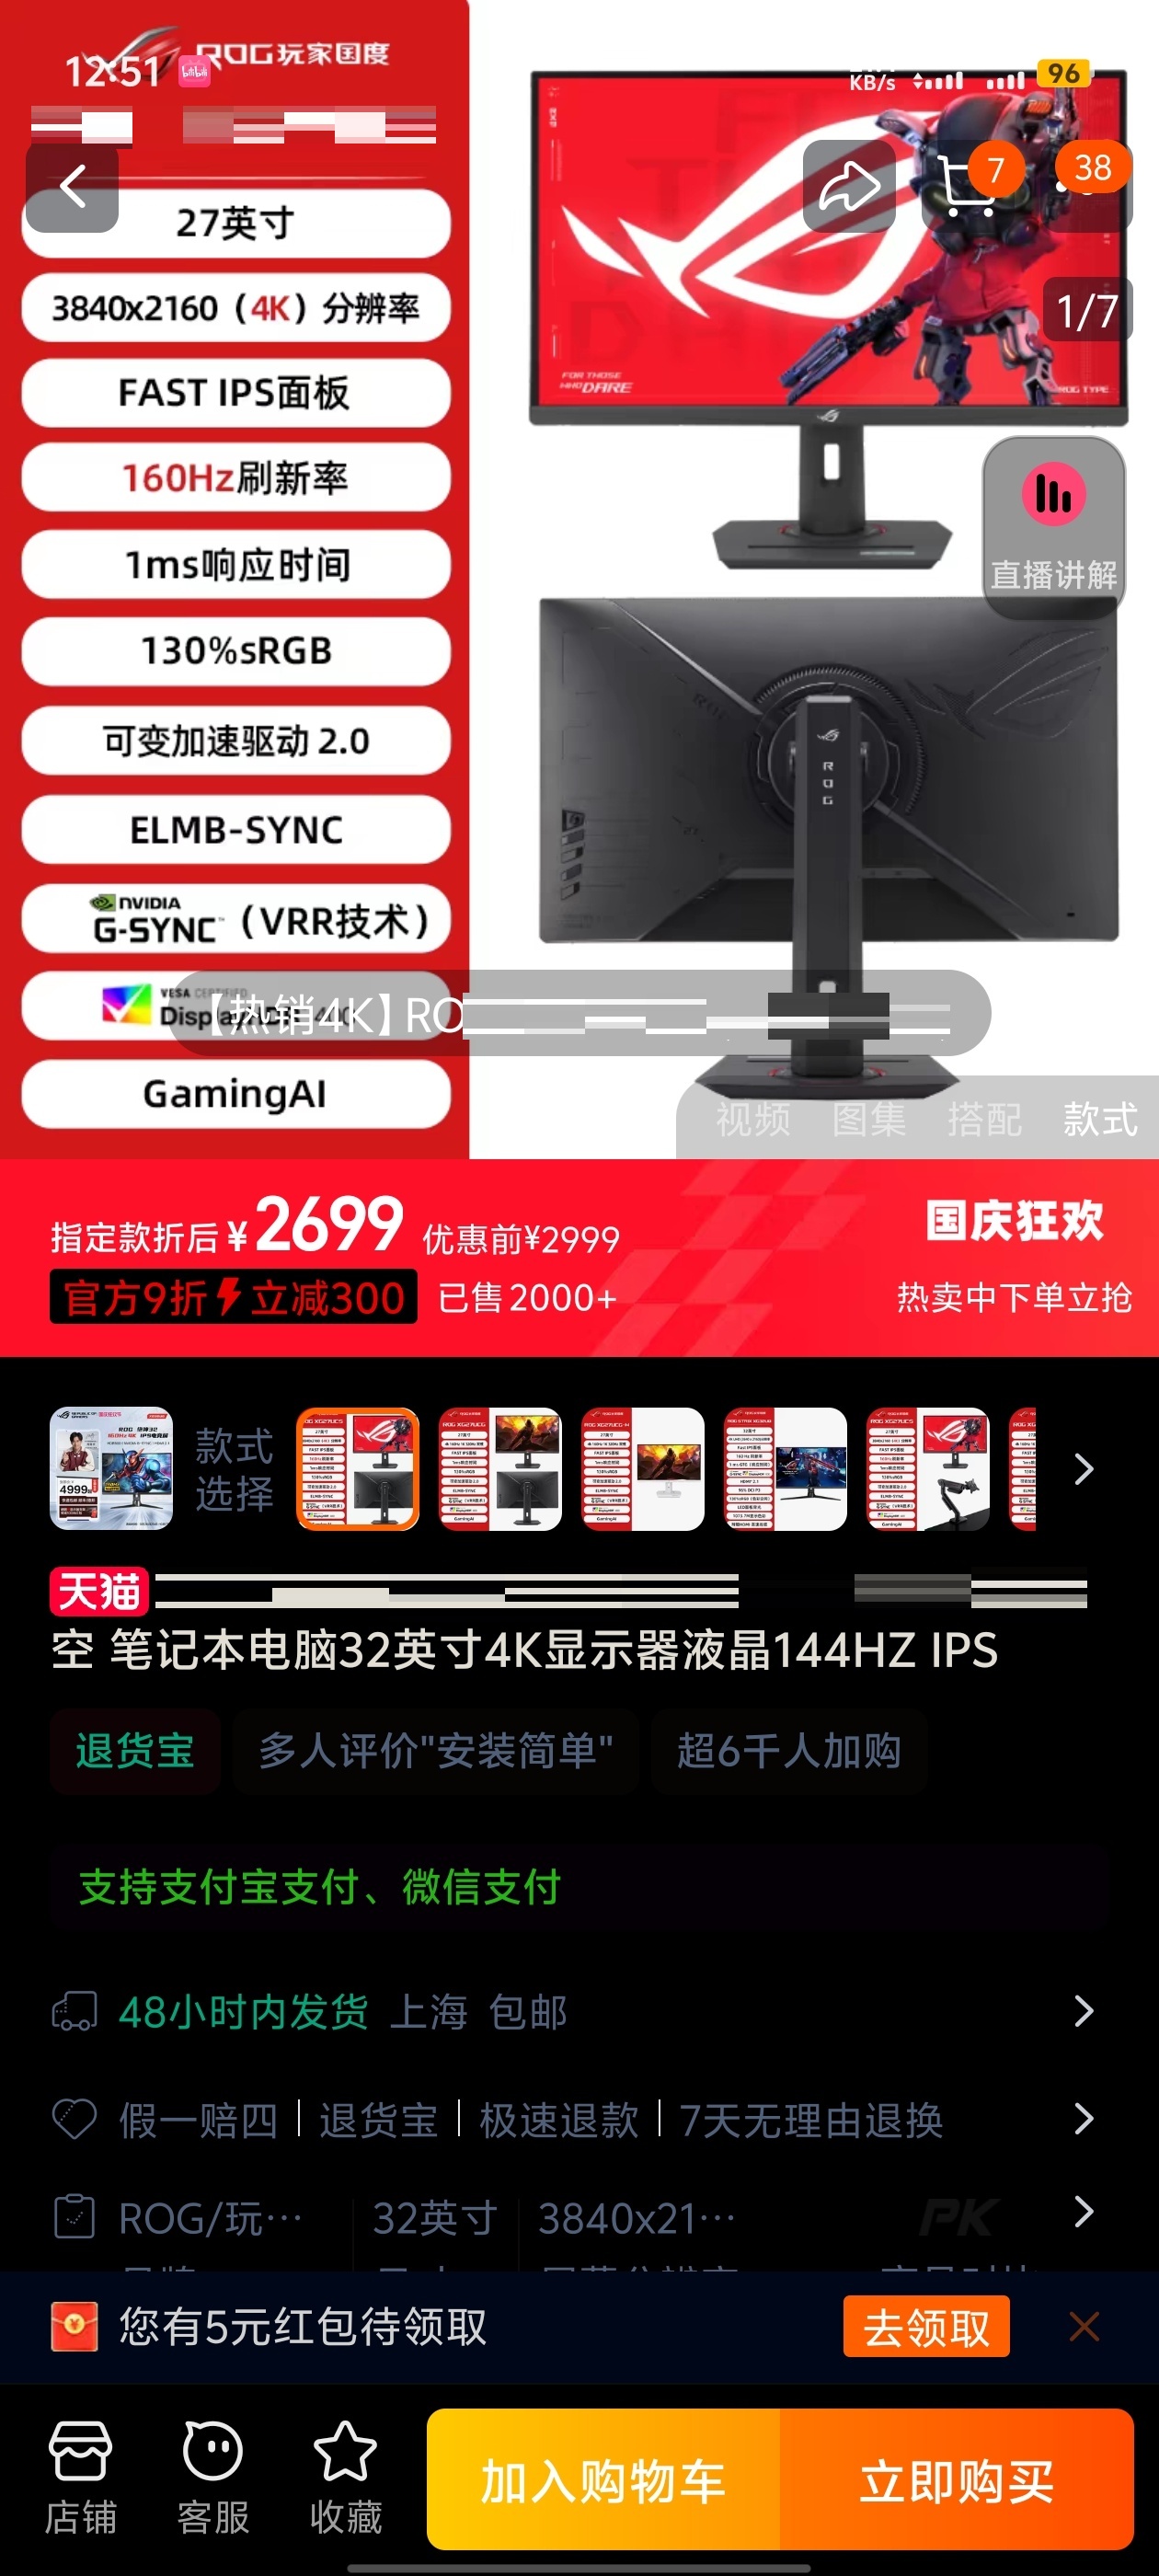 ROG玩家国度
12:51
bilibili
KB/s
96
7
38
27英寸
3840x2160（4K）分辨率
FAST IPS面板
160Hz刷新率
1ms响应时间
130%sRGB
可变加速驱动 2.0
ELMB-SYNC
NVIDIA
G-SYNC™（VRR技术）
VESA CERTIFIED
GamingAI
FOR THOSE
WHO DARE
1/7
直播讲解
ROG
【热销4K】RO
视频 图集 搭配 款式
指定款折后 ¥2699 优惠前¥2999
国庆狂欢
官方9折 立减300 已售2000+
热卖中下单立抢
款式
选择
4999
天猫
空 笔记本电脑32英寸4K显示器液晶144HZ IPS
退货宝 多人评价"安装简单" 超6千人加购
支持支付宝支付、微信支付
48小时内发货 上海 包邮
假一赔四 退货宝 极速退款 7天无理由退换
ROG/玩… 32英寸 3840x21… PK
您有5元红包待领取 去领取
店铺 客服 收藏 加入购物车 立即购买